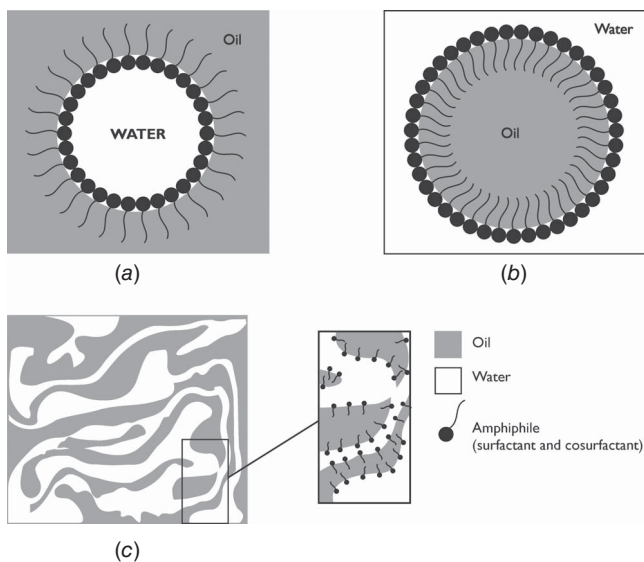 Oil
WATER
(a)
Water
Oil
(b)
Oil
Water
Amphiphile
(surfactant and cosurfactant)
(c)